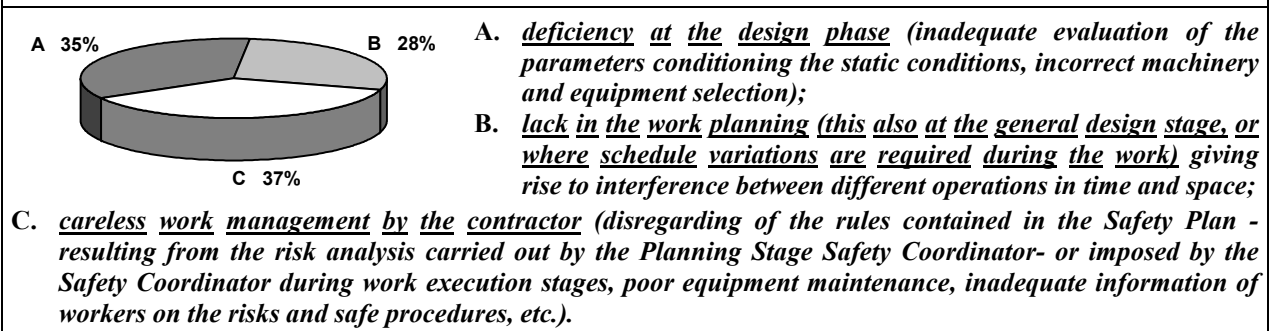 A 35%
B 28%
C 37%
A. deficiency at the design phase (inadequate evaluation of the
parameters conditioning the static conditions, incorrect machinery
and equipment selection);
B. lack in the work planning (this also at the general design stage, or
where schedule variations are required during the work) giving
rise to interference between different operations in time and space;
C. careless work management by the contractor (disregarding of the rules contained in the Safety Plan -
resulting from the risk analysis carried out by the Planning Stage Safety Coordinator- or imposed by the
Safety Coordinator during work execution stages, poor equipment maintenance, inadequate information of
workers on the risks and safe procedures, etc.).